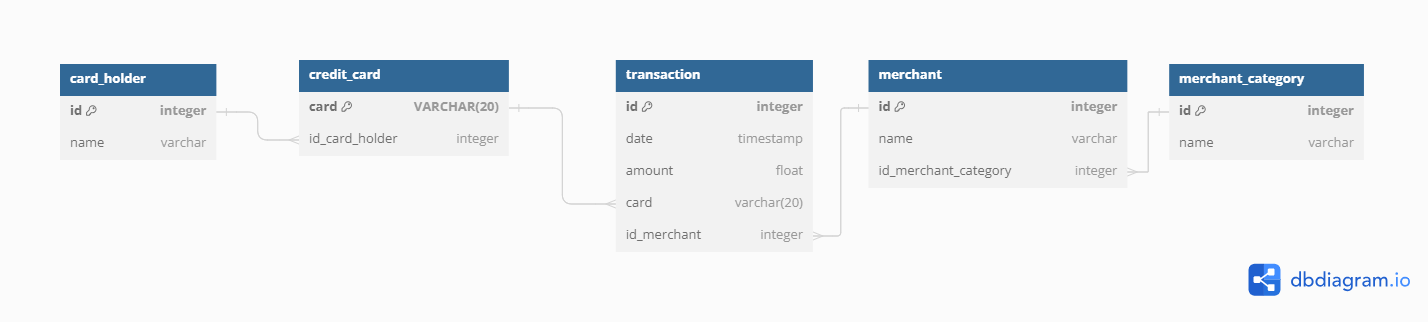 card_holder
id integer
name varchar
credit_card
card VARCHAR(20)
id_card_holder integer
transaction
id integer
date timestamp
amount float
card varchar(20)
id_merchant integer
merchant
id integer
name varchar
id_merchant_category integer
merchant_category
id integer
name varchar
dbdiagram.io